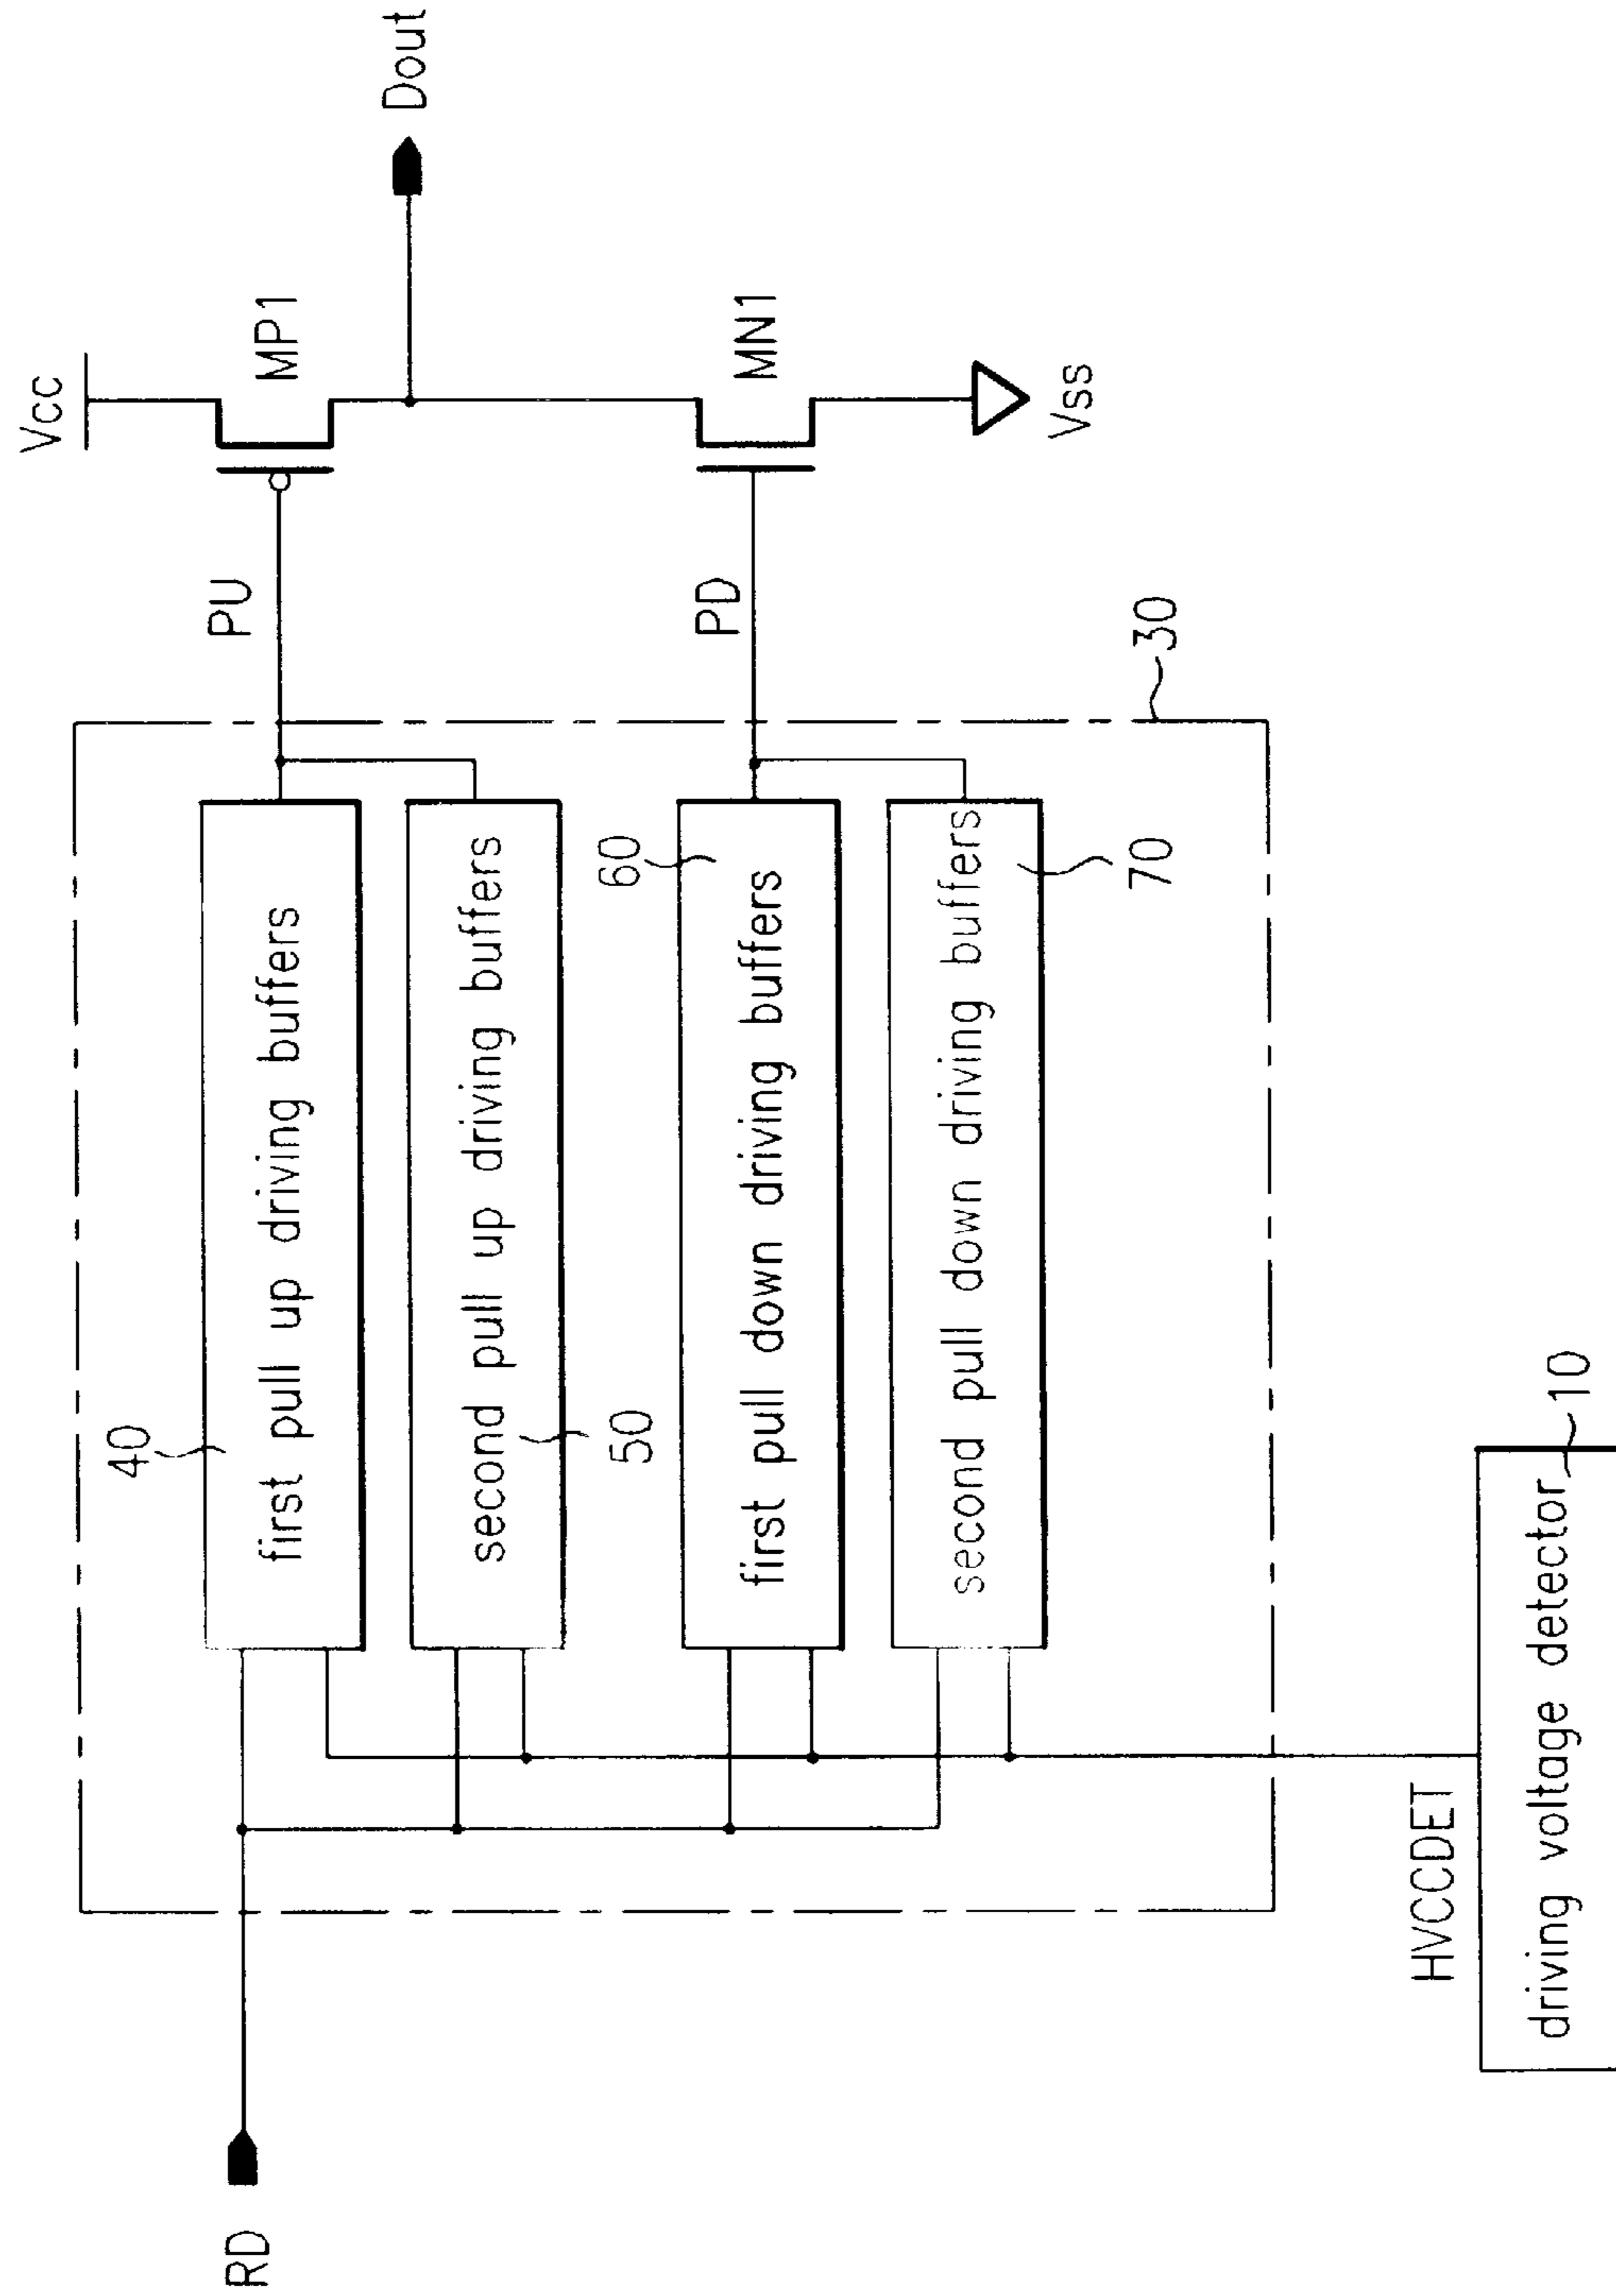 Vcc
40
first pull up driving buffers
PU
MP1
Dout
second pull up driving buffers
50
60
first pull down driving buffers
PD
MN1
second pull down driving buffers
70
Vss
30
RD
HVCCDET
driving voltage detector
10